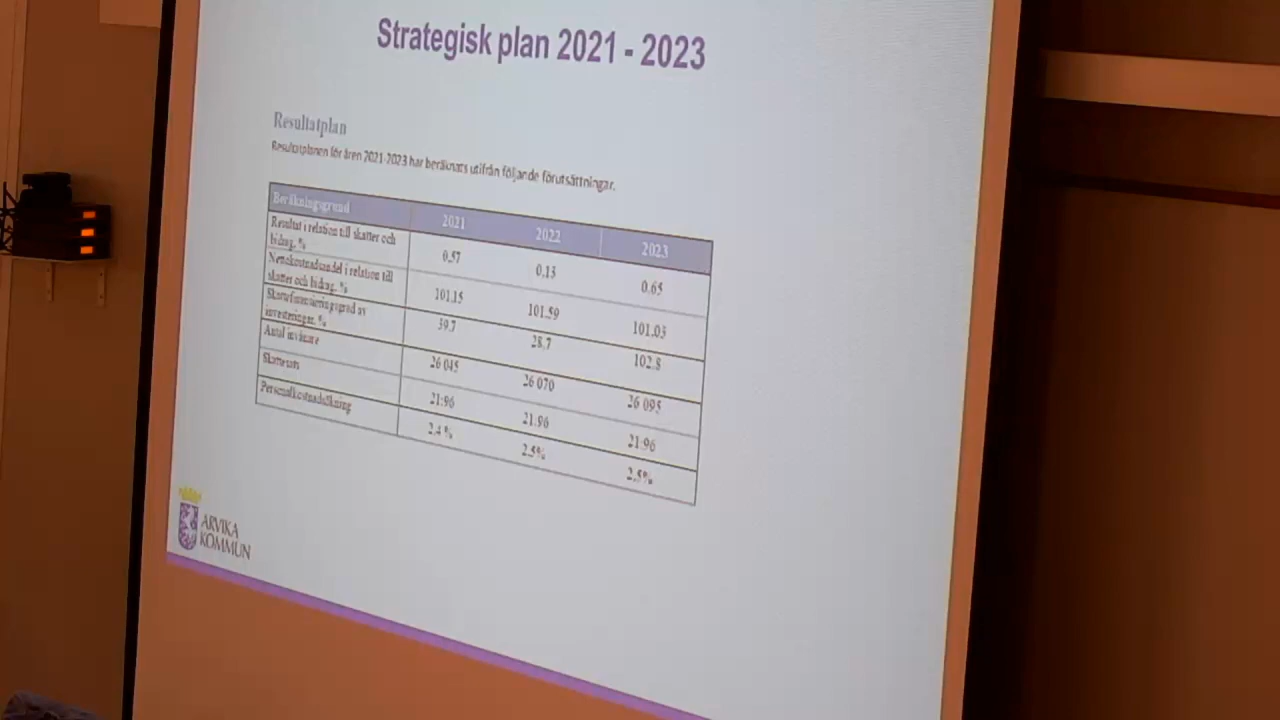 Strategisk plan 2021 - 2023
Resultatplan
Resultatplanen för åren 2021-2023 har beräknats utifrån följande förutsättningar.
Beräkningsgrund 2021 2022 2023
Resultat i relation till skatter och
bidrag, % 0,57 0,13 0,65
Nettokostnadsandel i relation till
skatter och bidrag, % 101,15 101,59 101,05
Skattefinansieringsgrad av
investeringar, % 59,7 28,7 102,8
Antal invånare 26 045 26 070 26 095
Skattesats 21:96 21:96 21:96
Personalkostnadsökning 2,4 % 2,5% 2,5%
ARVIKA
KOMMUN